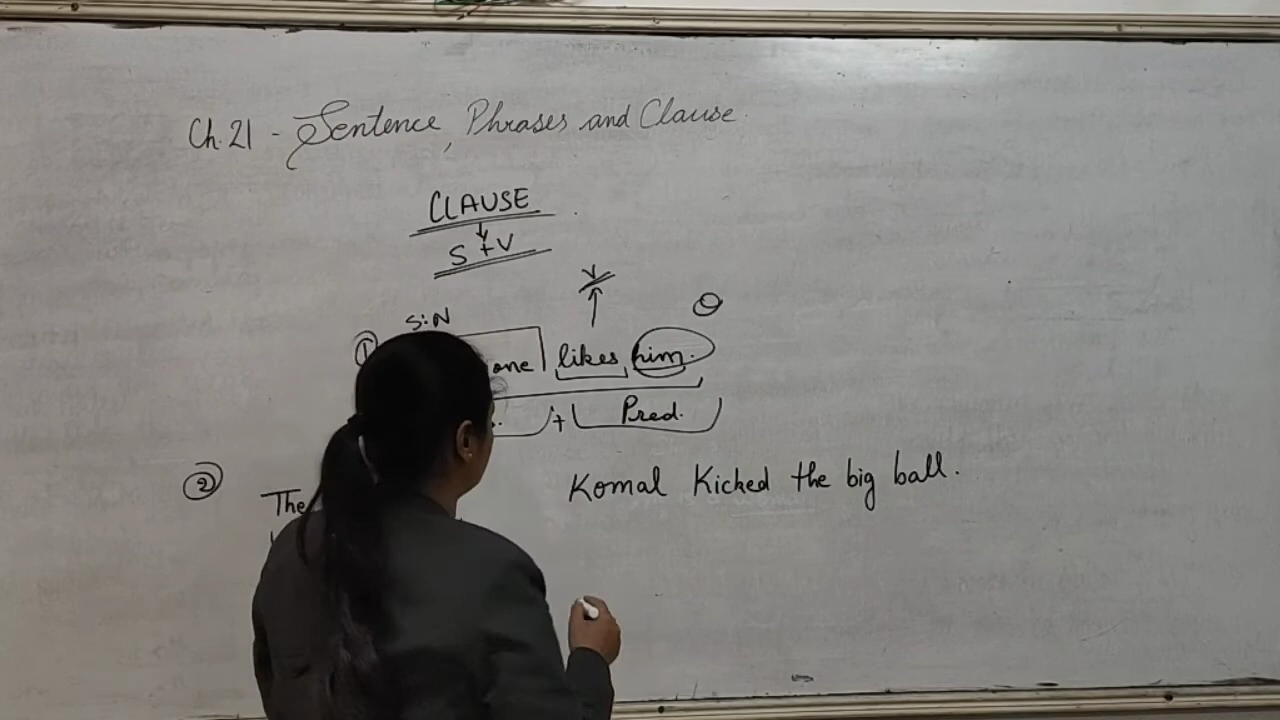 Ch. 21 - Sentence, Phrases and Clause.
CLAUSE
S + V
V
S:N
O
① one likes him.
+ Pred.
②
The Komal Kicked the big ball.